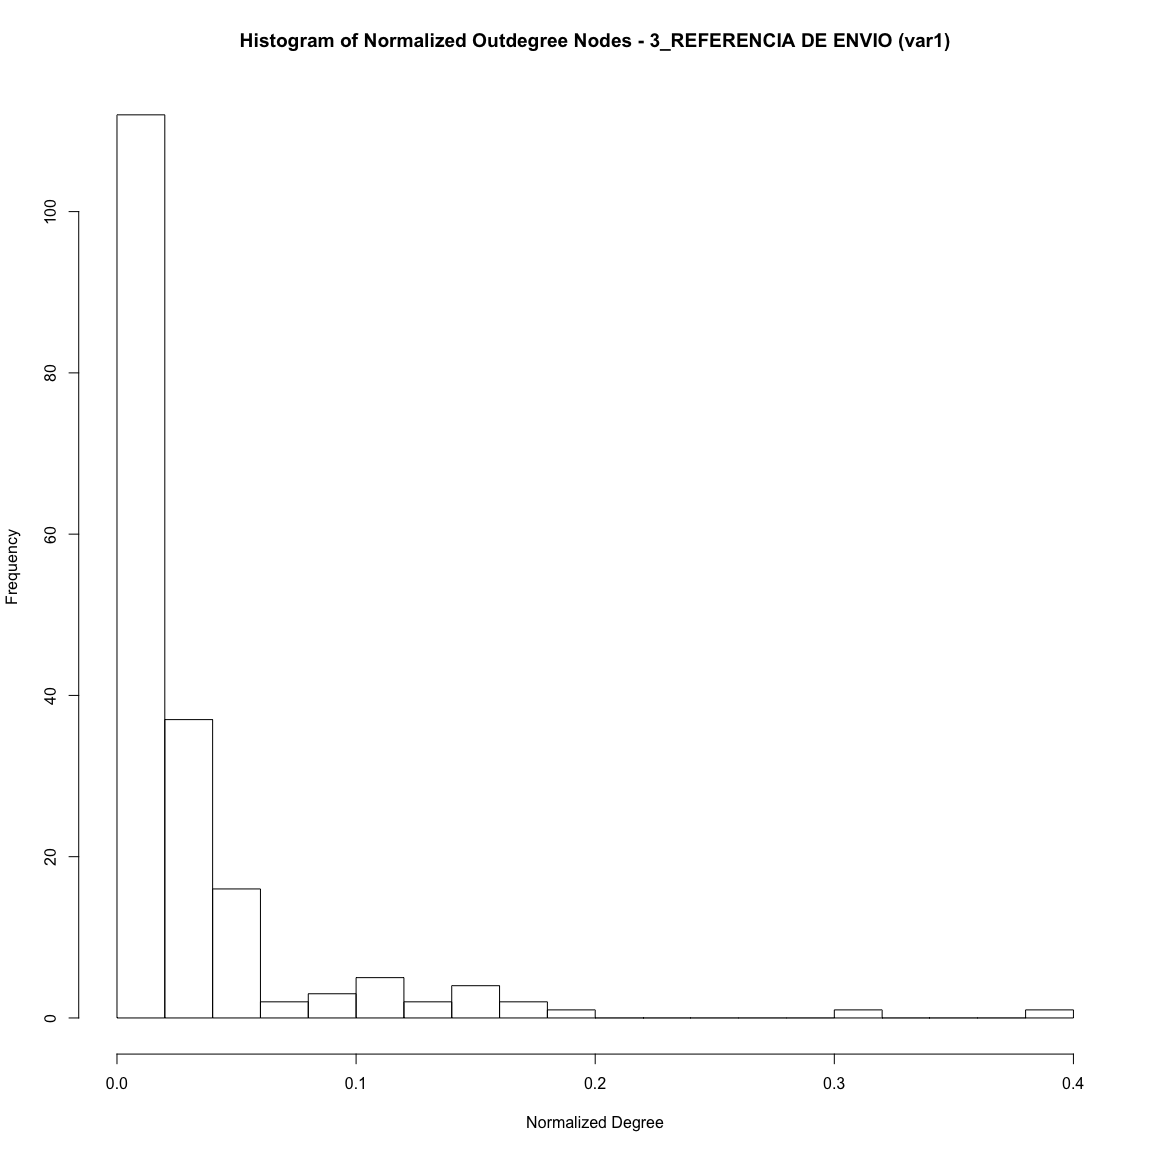 Histogram of Normalized Outdegree Nodes - 3_REFERENCIA DE ENVIO (var1)
Frequency
100
80
60
40
20
0
0.0 0.1 0.2 0.3 0.4
Normalized Degree